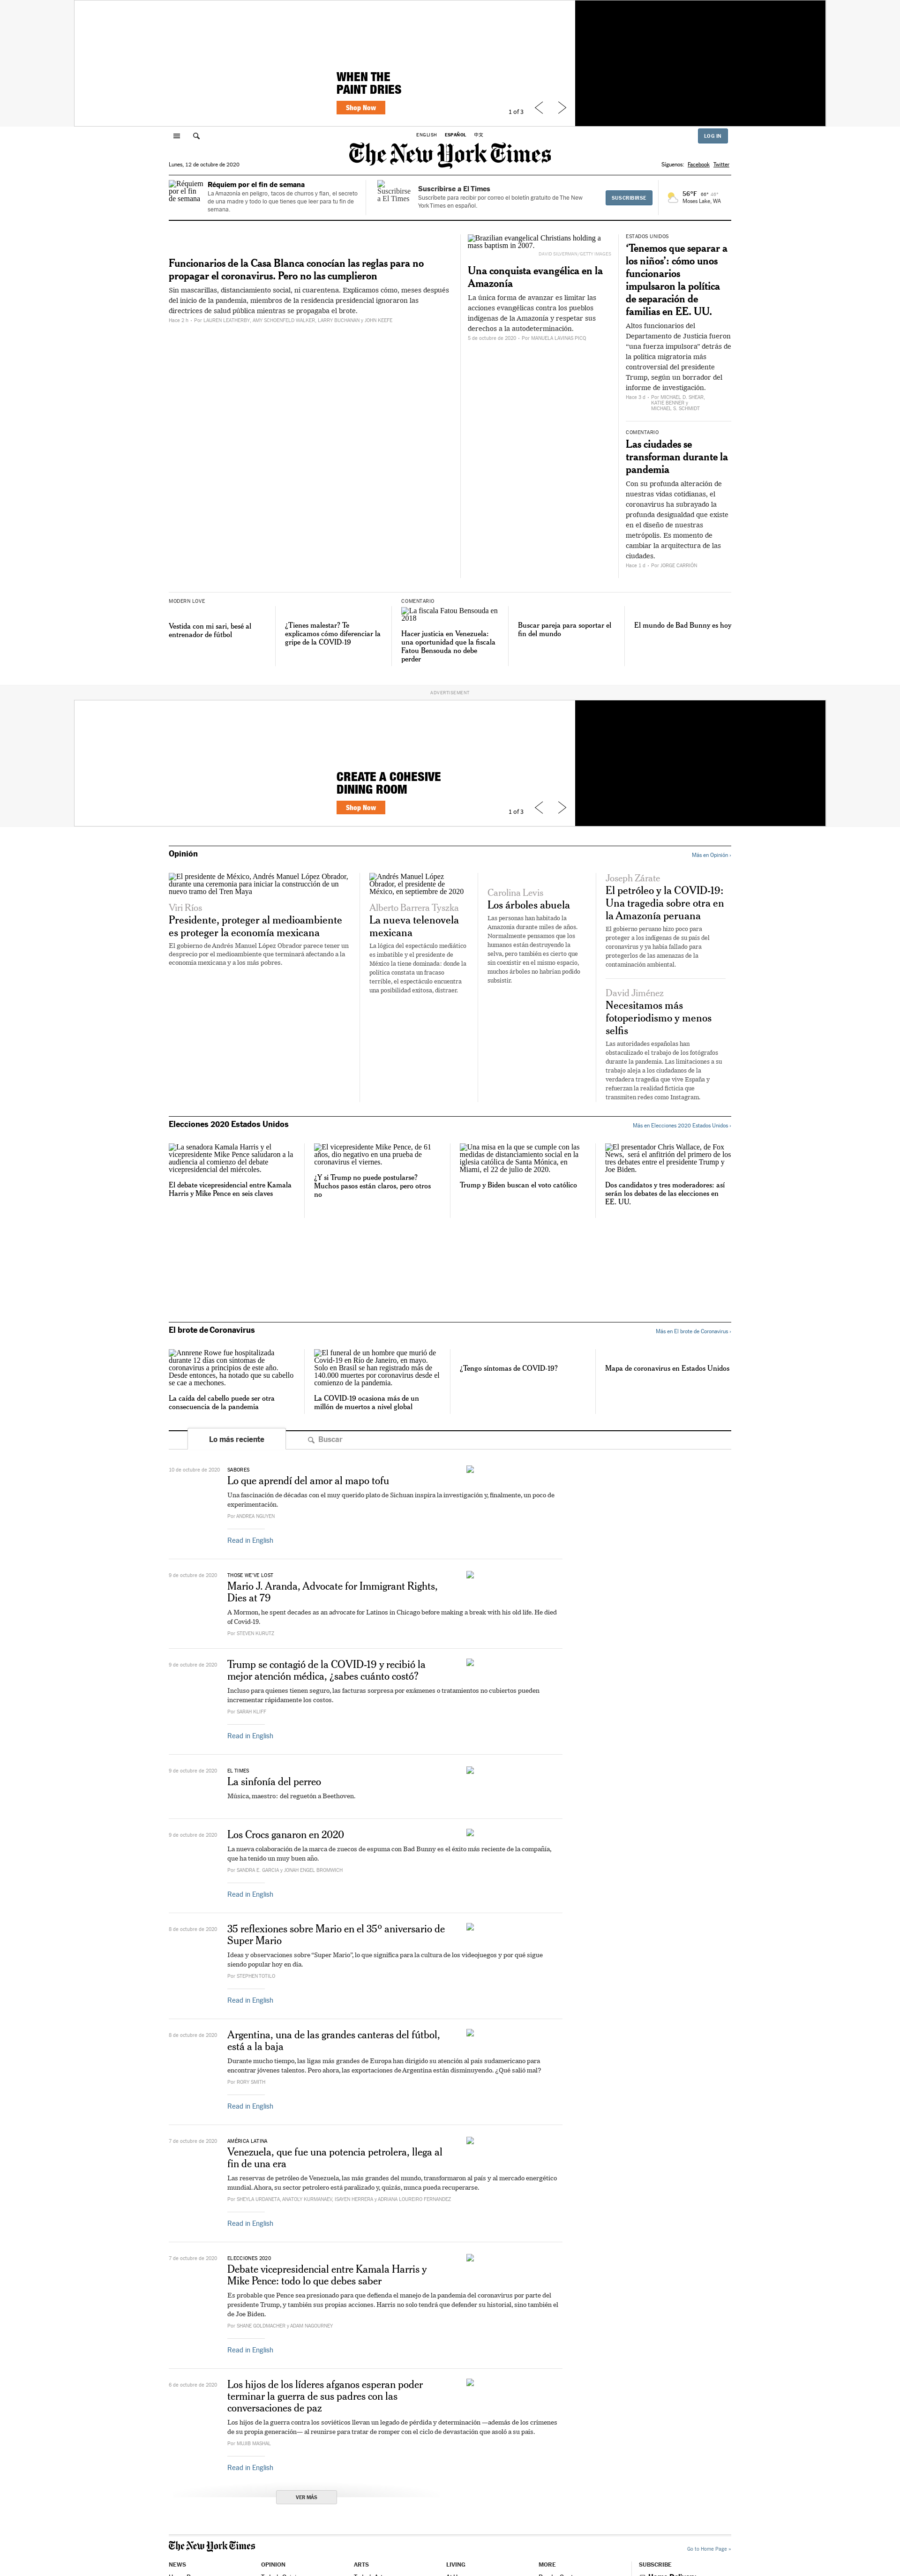 WHEN THE
PAINT DRIES
Shop Now
1 of 3
ENGLISH ESPAÑOL 中文
LOG IN
The New York Times
Lunes, 12 de octubre de 2020
Síguenos: Facebook Twitter
Réquiem por el fin de semana
Réquiem por el fin de semana
La Amazonía en peligro, tacos de churros y flan, el secreto
de una madre y todo lo que tienes que leer para tu fin de
semana.
Suscribirse a El Times
Suscribirse a El Times
Suscríbete para recibir por correo el boletín gratuito de The New
York Times en español.
SUSCRIBIRSE
56°F
Moses Lake, WA
Funcionarios de la Casa Blanca conocían las reglas para no
propagar el coronavirus. Pero no las cumplieron
Sin mascarillas, distanciamiento social, ni cuarentena. Explicamos cómo, meses después
del inicio de la pandemia, miembros de la residencia presidencial ignoraron las
directrices de salud pública mientras se propagaba el brote.
Hace 2 h – Por LAUREN LEATHERBY, AMY SCHOENFELD WALKER, LARRY BUCHANAN y JOHN KEEFE
Brazilian evangelical Christians holding a
mass baptism in 2007.
DAVID SILVERMAN/GETTY IMAGES
Una conquista evangélica en la
Amazonía
La única forma de avanzar es limitar las
acciones evangélicas contra los pueblos
indígenas de la Amazonía y respetar sus
derechos a la autodeterminación.
5 de octubre de 2020 – Por MANUELA LAVINAS PICQ
ESTADOS UNIDOS
‘Tenemos que separar a
los niños’: cómo unos
funcionarios
impulsaron la política
de separación de
familias en EE. UU.
Altos funcionarios del
Departamento de Justicia fueron
“una fuerza impulsora” detrás de
la política migratoria más
controversial del presidente
Trump, según un borrador del
informe de investigación.
Hace 3 d – Por MICHAEL D. SHEAR,
KATIE BENNER y
MICHAEL S. SCHMIDT
COMENTARIO
Las ciudades se
transforman durante la
pandemia
Con su profunda alteración de
nuestras vidas cotidianas, el
coronavirus ha subrayado la
profunda desigualdad que existe
en el diseño de nuestras
metrópolis. Es momento de
cambiar la arquitectura de las
ciudades.
Hace 1 d – Por JORGE CARRIÓN
MODERN LOVE
Vestida con mi sari, besé al
entrenador de fútbol
¿Tienes malestar? Te
explicamos cómo diferenciar la
gripe de la COVID-19
COMENTARIO
La fiscala Fatou Bensouda en
2018
Hacer justicia en Venezuela:
una oportunidad que la fiscala
Fatou Bensouda no debe
perder
Buscar pareja para soportar el
fin del mundo
El mundo de Bad Bunny es hoy
ADVERTISEMENT
CREATE A COHESIVE
DINING ROOM
Shop Now
1 of 3
Opinión
Más en Opinión ›
El presidente de México, Andrés Manuel López Obrador,
durante una ceremonia para iniciar la construcción de un
nuevo tramo del Tren Maya
Viri Ríos
Presidente, proteger al medioambiente
es proteger la economía mexicana
El gobierno de Andrés Manuel López Obrador parece tener un
desprecio por el medioambiente que terminará afectando a la
economía mexicana y a los más pobres.
Andrés Manuel López
Obrador, el presidente de
México, en septiembre de 2020
Alberto Barrera Tyszka
La nueva telenovela
mexicana
La lógica del espectáculo mediático
es imbatible y el presidente de
México la tiene dominada: donde la
política constata un fracaso
terrible, el espectáculo encuentra
una posibilidad exitosa, distraer.
Carolina Levis
Los árboles abuela
Las personas han habitado la
Amazonía durante miles de años.
Normalmente pensamos que los
humanos están destruyendo la
selva, pero también es cierto que
sin coexistir en el mismo espacio,
muchos árboles no habrían podido
subsistir.
Joseph Zárate
El petróleo y la COVID-19:
Una tragedia sobre otra en
la Amazonía peruana
El gobierno peruano hizo poco para
proteger a los indígenas de su país del
coronavirus y ya había fallado para
protegerlos de las amenazas de la
contaminación ambiental.
David Jiménez
Necesitamos más
fotoperiodismo y menos
selfis
Las autoridades españolas han
obstaculizado el trabajo de los fotógrafos
durante la pandemia. Las limitaciones a su
trabajo aleja a los ciudadanos de la
verdadera tragedia que vive España y
refuerzan la realidad ficticia que
transmiten redes como Instagram.
Elecciones 2020 Estados Unidos
Más en Elecciones 2020 Estados Unidos ›
La senadora Kamala Harris y el
vicepresidente Mike Pence saludaron a la
audiencia al comienzo del debate
vicepresidencial del miércoles.
El debate vicepresidencial entre Kamala
Harris y Mike Pence en seis claves
El vicepresidente Mike Pence, de 61
años, dio negativo en una prueba de
coronavirus el viernes.
¿Y si Trump no puede postularse?
Muchos pasos están claros, pero otros
no
Una misa en la que se cumple con las
medidas de distanciamiento social en la
iglesia católica de Santa Mónica, en
Miami, el 22 de julio de 2020.
Trump y Biden buscan el voto católico
El presentador Chris Wallace, de Fox
News, será el anfitrión del primero de los
tres debates entre el presidente Trump y
Joe Biden.
Dos candidatos y tres moderadores: así
serán los debates de las elecciones en
EE. UU.
El brote de Coronavirus
Más en El brote de Coronavirus ›
Annrene Rowe fue hospitalizada
durante 12 días con síntomas de
coronavirus a principios de este año.
Desde entonces, ha notado que su cabello
se cae a mechones.
La caída del cabello puede ser otra
consecuencia de la pandemia
El funeral de un hombre que murió de
Covid-19 en Río de Janeiro, en mayo.
Solo en Brasil se han registrado más de
140.000 muertes por coronavirus desde el
comienzo de la pandemia.
La COVID-19 ocasiona más de un
millón de muertos a nivel global
¿Tengo síntomas de COVID-19?
Mapa de coronavirus en Estados Unidos
Lo más reciente
Buscar
10 de octubre de 2020
SABORES
Lo que aprendí del amor al mapo tofu
Una fascinación de décadas con el muy querido plato de Sichuan inspira la investigación y, finalmente, un poco de
experimentación.
Por ANDREA NGUYEN
Read in English
9 de octubre de 2020
THOSE WE’VE LOST
Mario J. Aranda, Advocate for Immigrant Rights,
Dies at 79
A Mormon, he spent decades as an advocate for Latinos in Chicago before making a break with his old life. He died
of Covid-19.
Por STEVEN KURUTZ
9 de octubre de 2020
Trump se contagió de la COVID-19 y recibió la
mejor atención médica, ¿sabes cuánto costó?
Incluso para quienes tienen seguro, las facturas sorpresa por exámenes o tratamientos no cubiertos pueden
incrementar rápidamente los costos.
Por SARAH KLIFF
Read in English
9 de octubre de 2020
EL TIMES
La sinfonía del perreo
Música, maestro: del reguetón a Beethoven.
9 de octubre de 2020
Los Crocs ganaron en 2020
La nueva colaboración de la marca de zuecos de espuma con Bad Bunny es el éxito más reciente de la compañía,
que ha tenido un muy buen año.
Por SANDRA E. GARCIA y JONAH ENGEL BROMWICH
Read in English
8 de octubre de 2020
35 reflexiones sobre Mario en el 35º aniversario de
Super Mario
Ideas y observaciones sobre “Super Mario”, lo que significa para la cultura de los videojuegos y por qué sigue
siendo popular hoy en día.
Por STEPHEN TOTILO
Read in English
8 de octubre de 2020
Argentina, una de las grandes canteras del fútbol,
está a la baja
Durante mucho tiempo, las ligas más grandes de Europa han dirigido su atención al país sudamericano para
encontrar jóvenes talentos. Pero ahora, las exportaciones de Argentina están disminuyendo. ¿Qué salió mal?
Por RORY SMITH
Read in English
7 de octubre de 2020
AMÉRICA LATINA
Venezuela, que fue una potencia petrolera, llega al
fin de una era
Las reservas de petróleo de Venezuela, las más grandes del mundo, transformaron al país y al mercado energético
mundial. Ahora, su sector petrolero está paralizado y, quizás, nunca pueda recuperarse.
Por SHEYLA URDANETA, ANATOLY KURMANAEV, ISAYEN HERRERA y ADRIANA LOUREIRO FERNANDEZ
Read in English
7 de octubre de 2020
ELECCIONES 2020
Debate vicepresidencial entre Kamala Harris y
Mike Pence: todo lo que debes saber
Es probable que Pence sea presionado para que defienda el manejo de la pandemia del coronavirus por parte del
presidente Trump, y también sus propias acciones. Harris no solo tendrá que defender su historial, sino también el
de Joe Biden.
Por SHANE GOLDMACHER y ADAM NAGOURNEY
Read in English
6 de octubre de 2020
Los hijos de los líderes afganos esperan poder
terminar la guerra de sus padres con las
conversaciones de paz
Los hijos de la guerra contra los soviéticos llevan un legado de pérdida y determinación —además de los crímenes
de su propia generación— al reunirse para tratar de romper con el ciclo de devastación que asoló a su país.
Por MUJIB MASHAL
Read in English
VER MÁS
The New York Times
Go to Home Page »
NEWS OPINION ARTS LIVING MORE SUBSCRIBE